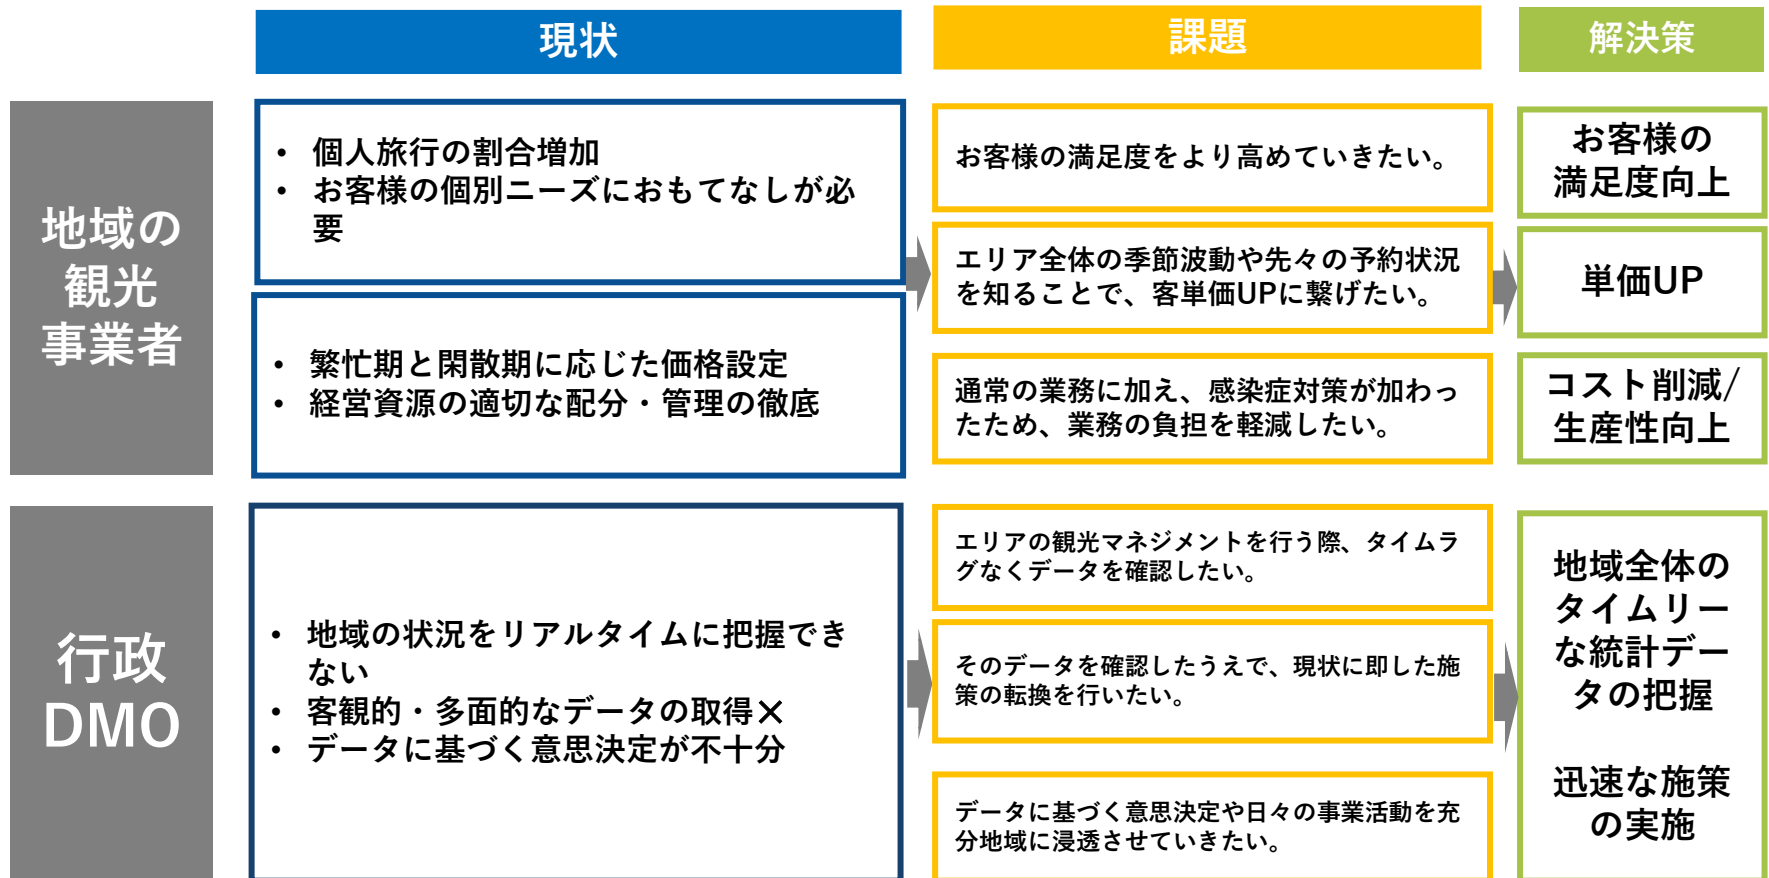 現状
課題
解決策
地域の
観光
事業者
• 個人旅行の割合増加
• お客様の個別ニーズにおもてなしが必
要
• 繁忙期と閑散期に応じた価格設定
• 経営資源の適切な配分・管理の徹底
お客様の満足度をより高めていきたい。
エリア全体の季節波動や先々の予約状況
を知ることで、客単価UPに繋げたい。
通常の業務に加え、感染症対策が加わっ
たため、業務の負担を軽減したい。
お客様の
満足度向上
単価UP
コスト削減/
生産性向上
行政
DMO
• 地域の状況をリアルタイムに把握でき
ない
• 客観的・多面的なデータの取得×
• データに基づく意思決定が不十分
エリアの観光マネジメントを行う際、タイムラ
グなくデータを確認したい。
そのデータを確認したうえで、現状に即した施
策の転換を行いたい。
データに基づく意思決定や日々の事業活動を充
分地域に浸透させていきたい。
地域全体の
タイムリー
な統計デー
タの把握
迅速な施策
の実施